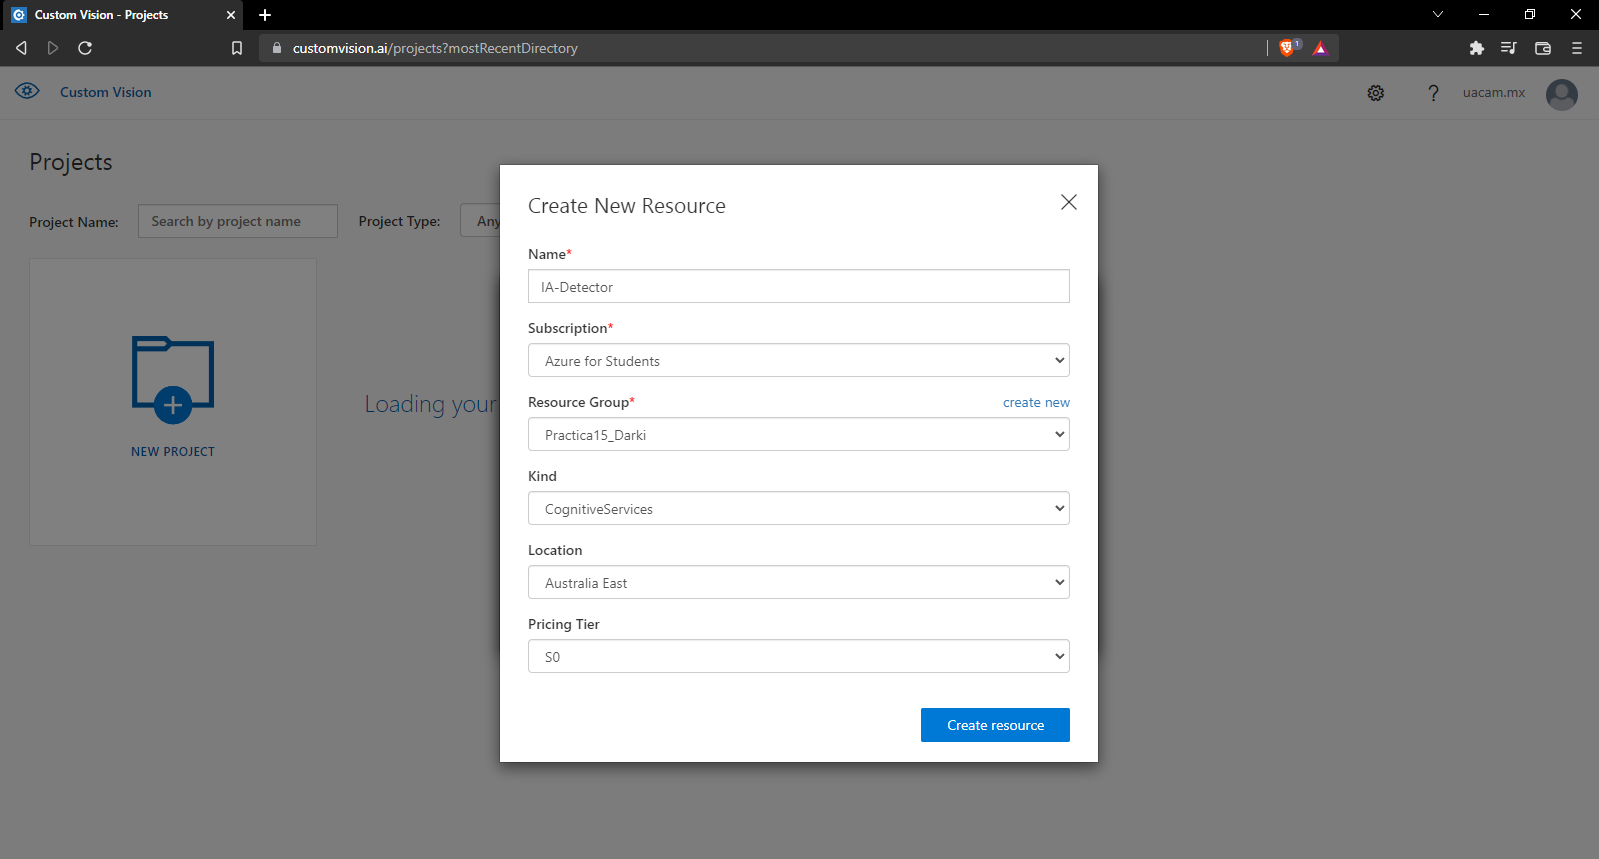 Custom Vision - Projects
customvision.ai/projects?mostRecentDirectory
1
Custom Vision
?
uacam.mx
Projects
Project Name:
Search by project name
Project Type:
Any
NEW PROJECT
Loading your
Create New Resource
Name*
IA-Detector
Subscription*
Azure for Students
Resource Group*
create new
Practica15_Darki
Kind
CognitiveServices
Location
Australia East
Pricing Tier
S0
Create resource